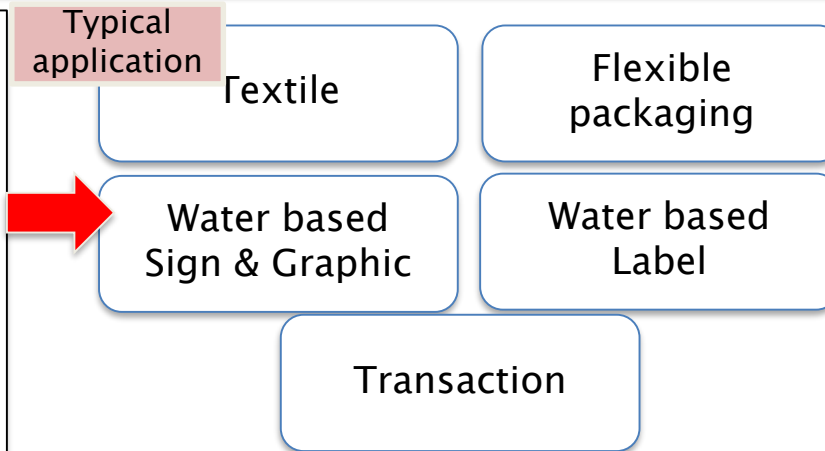 Typical
application
Textile
Flexible
packaging
Water based
Sign & Graphic
Water based
Label
Transaction